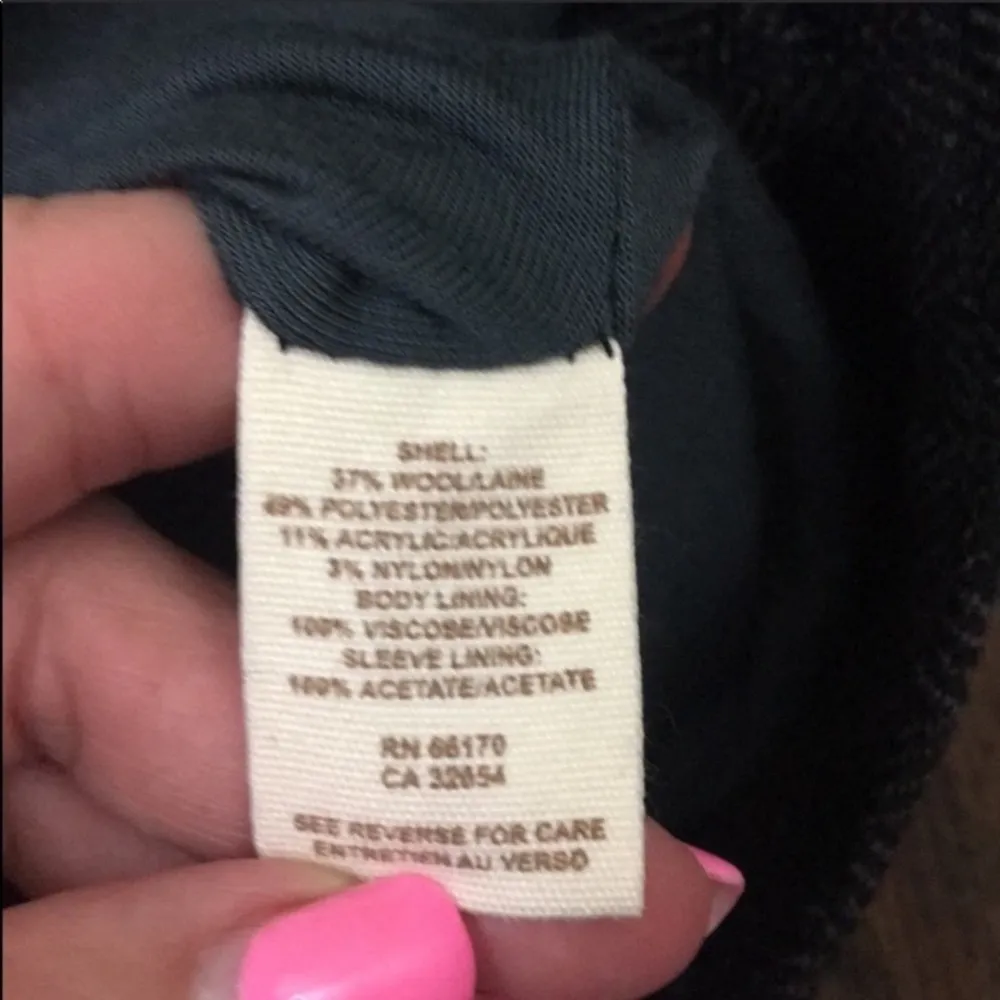 SHELL:
37% WOOL/LAINE
49% POLYESTER/POLYESTER
11% ACRYLIC/ACRYLIQUE
3% NYLON/NYLON
BODY LINING:
100% VISCOSE/VISCOSE
SLEEVE LINING:
100% ACETATE/ACETATE
RN 66170
CA 32654
SEE REVERSE FOR CARE
ENTRETIEN AU VERSO